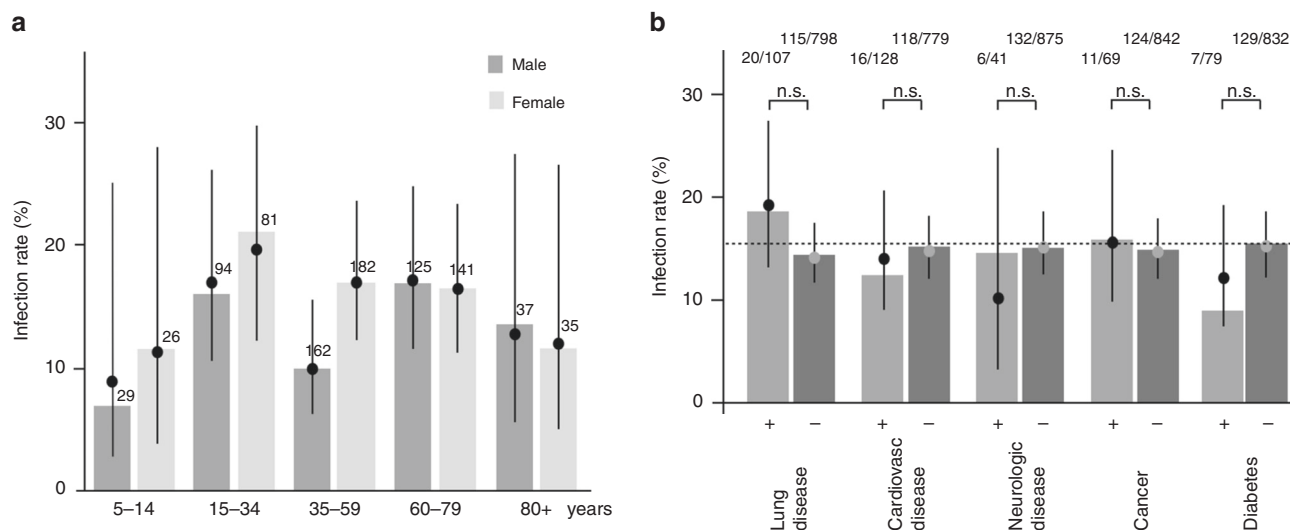 a
Infection rate (%)
30
20
10
0
Male
Female
29
26
94
81
162
182
125
141
37
35
5–14
15–34
35–59
60–79
80+
years
b
Infection rate (%)
30
20
10
0
115/798
118/779
132/875
124/842
129/832
20/107
16/128
6/41
11/69
7/79
n.s.
n.s.
n.s.
n.s.
n.s.
+ – + – + – + – + –
Lung
disease
Cardiovasc
disease
Neurologic
disease
Cancer
Diabetes